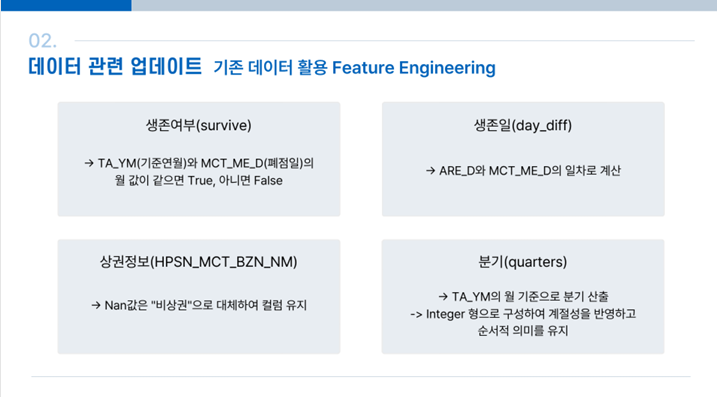 02.
데이터 관련 업데이트 기존 데이터 활용 Feature Engineering
생존여부(survive)
→ TA_YM(기준연월)와 MCT_ME_D(폐점일)의
월 값이 같으면 True, 아니면 False
생존일(day_diff)
→ ARE_D와 MCT_ME_D의 일차로 계산
상권정보(HPSN_MCT_BZN_NM)
→ Nan값은 "비상권"으로 대체하여 컬럼 유지
분기(quarters)
→ TA_YM의 월 기준으로 분기 산출
-> Integer 형으로 구성하여 계절성을 반영하고
순서적 의미를 유지